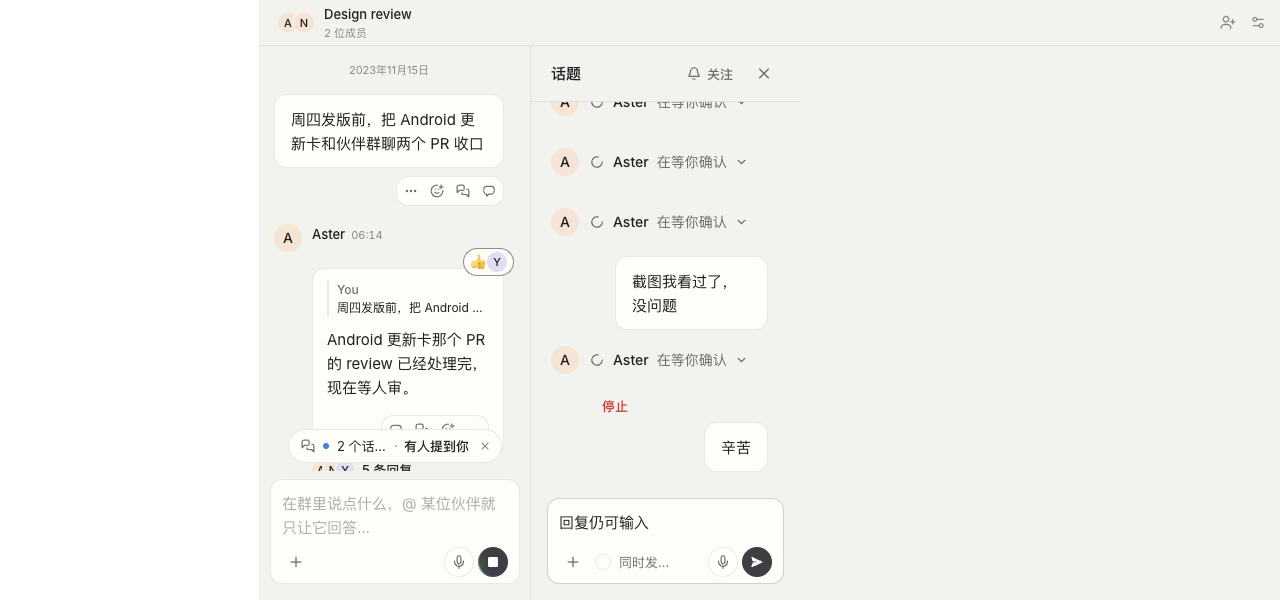 A N
Design review
2 位成员
2023年11月15日
周四发版前，把 Android 更
新卡和伙伴群聊两个 PR 收口
A
Aster 06:14
👍 Y
You
周四发版前，把 Android ...
Android 更新卡那个 PR
的 review 已经处理完，
现在等人审。
2 个话... · 有人提到你
A N Y 5 条回复
在群里说点什么，@ 某位伙伴就
只让它回答...
话题
关注
A Aster 在等你确认
A Aster 在等你确认
A Aster 在等你确认
截图我看过了，
没问题
A Aster 在等你确认
停止
辛苦
回复仍可输入
同时发...